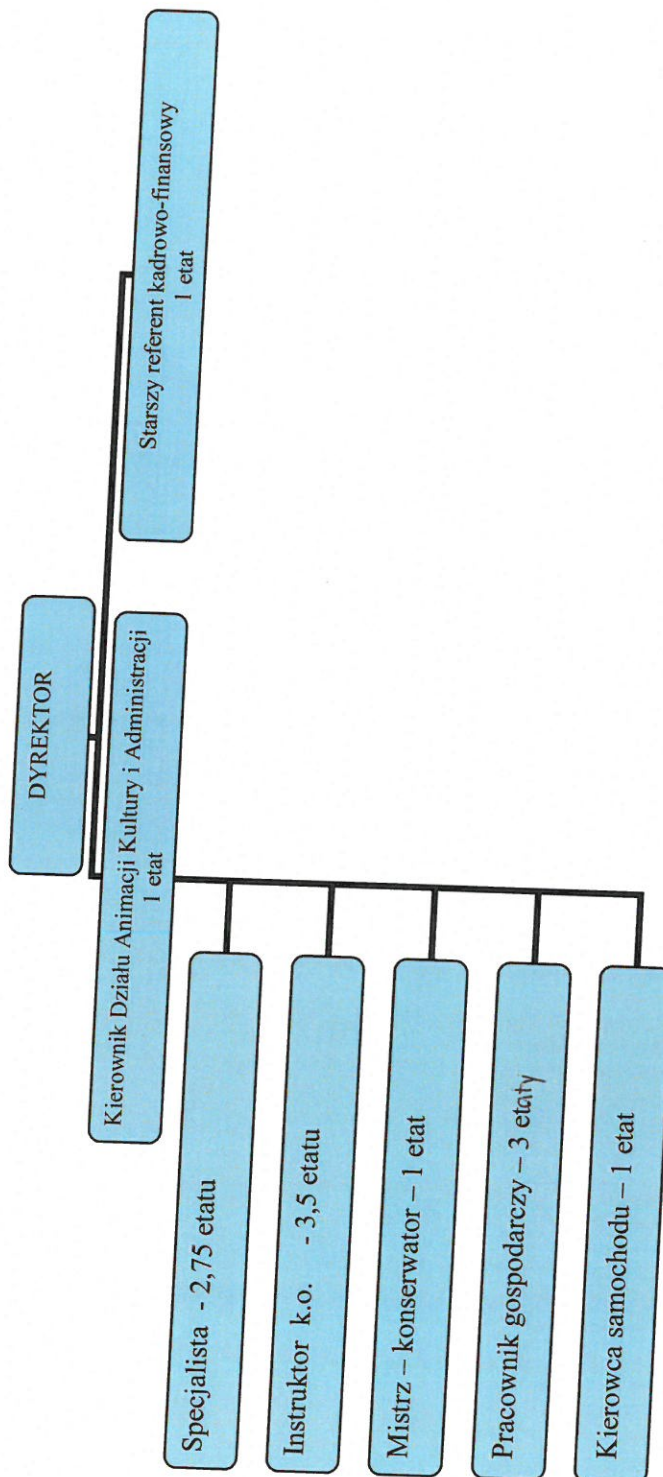 DYREKTOR
Kierownik Działu Animacji Kultury i Administracji
1 etat
Starszy referent kadrowo-finansowy
1 etat
Specjalista - 2,75 etatu
Instruktor k.o. - 3,5 etatu
Mistrz – konserwator – 1 etat
Pracownik gospodarczy – 3 etaty
Kierowca samochodu – 1 etat